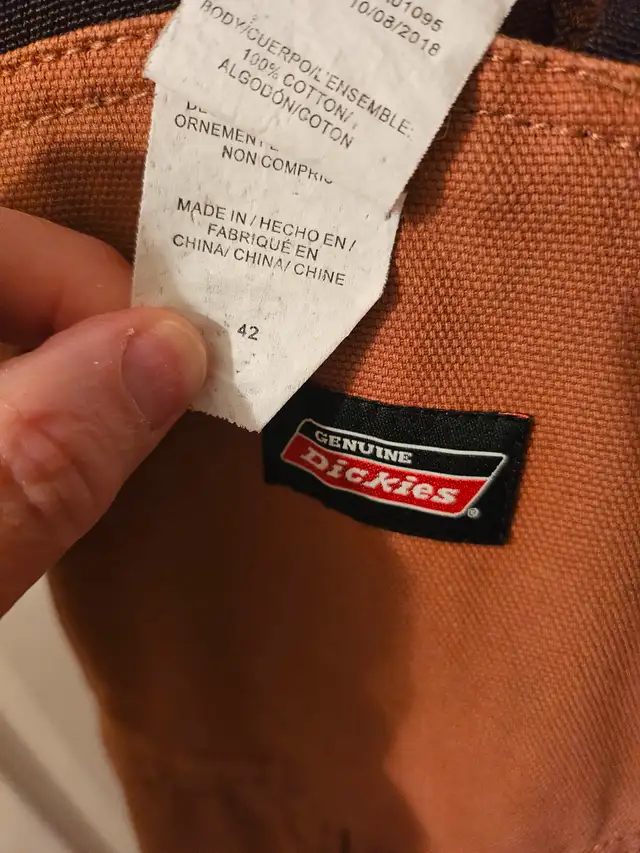 01095
10/08/2018
BODY/CUERPO/L'ENSEMBLE:
100% COTTON/
ALGODÓN/COTON
NON COMPRIS
MADE IN / HECHO EN /
FABRIQUÉ EN
CHINA/ CHINA/ CHINE
42
GENUINE
Dickies
®